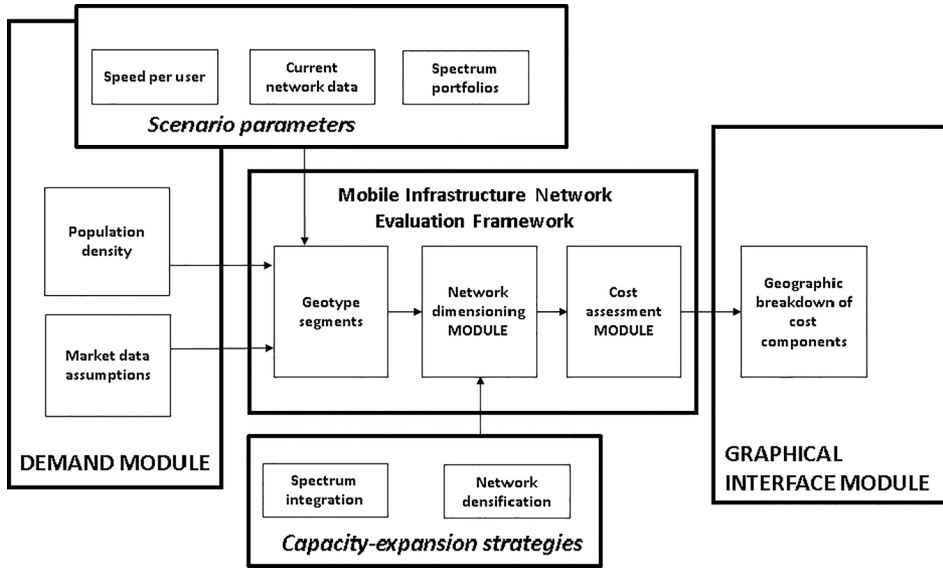 Speed per user
Current
network data
Spectrum
portfolios
Scenario parameters
Mobile Infrastructure Network
Evaluation Framework
Population
density
Market data
assumptions
DEMAND MODULE
Geotype
segments
Network
dimensioning
MODULE
Cost
assessment
MODULE
Geographic
breakdown of
cost
components
GRAPHICAL
INTERFACE MODULE
Spectrum
integration
Network
densification
Capacity-expansion strategies